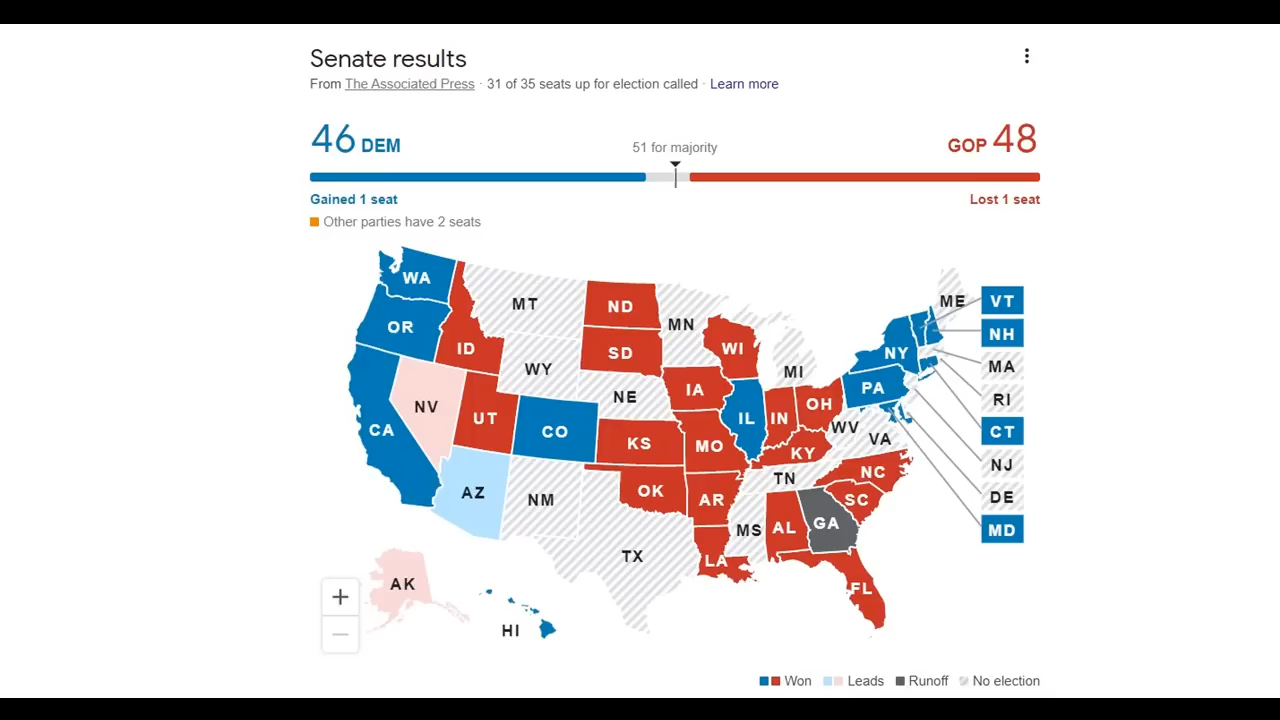 Senate results
From The Associated Press · 31 of 35 seats up for election called · Learn more
46 DEM
51 for majority
GOP 48
Gained 1 seat
Lost 1 seat
Other parties have 2 seats
WA
OR
CA
NV
ID
MT
WY
UT
CO
AZ
NM
ND
SD
NE
KS
OK
TX
MN
IA
MO
AR
LA
WI
IL
MI
IN
OH
KY
TN
MS
AL
GA
FL
SC
NC
VA
WV
PA
NY
ME
VT
NH
MA
RI
CT
NJ
DE
MD
AK
HI
+
−
Won
Leads
Runoff
No election